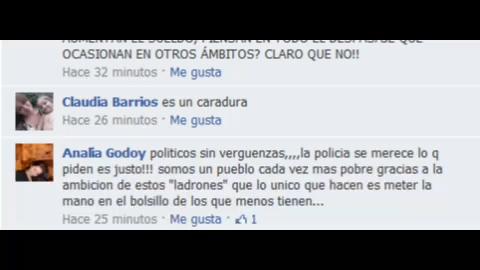 OCASIONAN EN OTROS ÁMBITOS? CLARO QUE NO!!
Hace 32 minutos · Me gusta
Claudia Barrios es un caradura
Hace 26 minutos · Me gusta
Analia Godoy politicos sin verguenzas,,,,la policia se merece lo q
piden es justo!!! somos un pueblo cada vez mas pobre gracias a la
ambicion de estos "ladrones" que lo unico que hacen es meter la
mano en el bolsillo de los que menos tienen...
Hace 25 minutos · Me gusta · 1